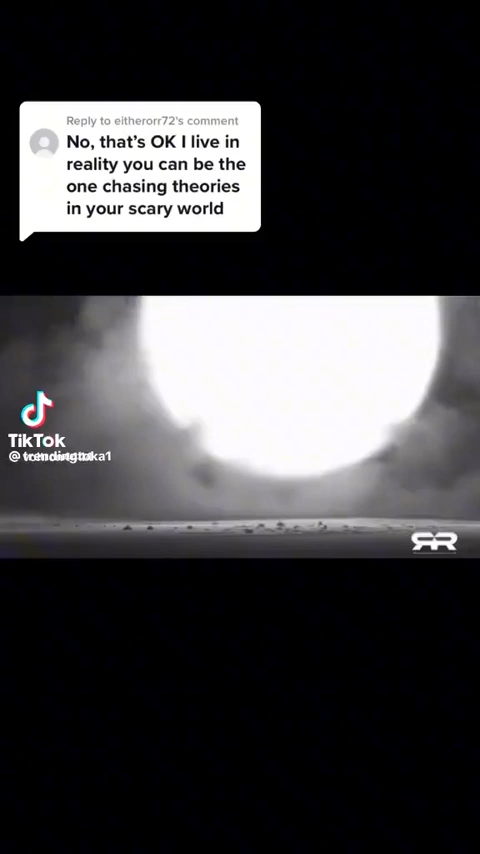 Reply to eitherorr72's comment
No, that's OK I live in
reality you can be the
one chasing theories
in your scary world
TikTok